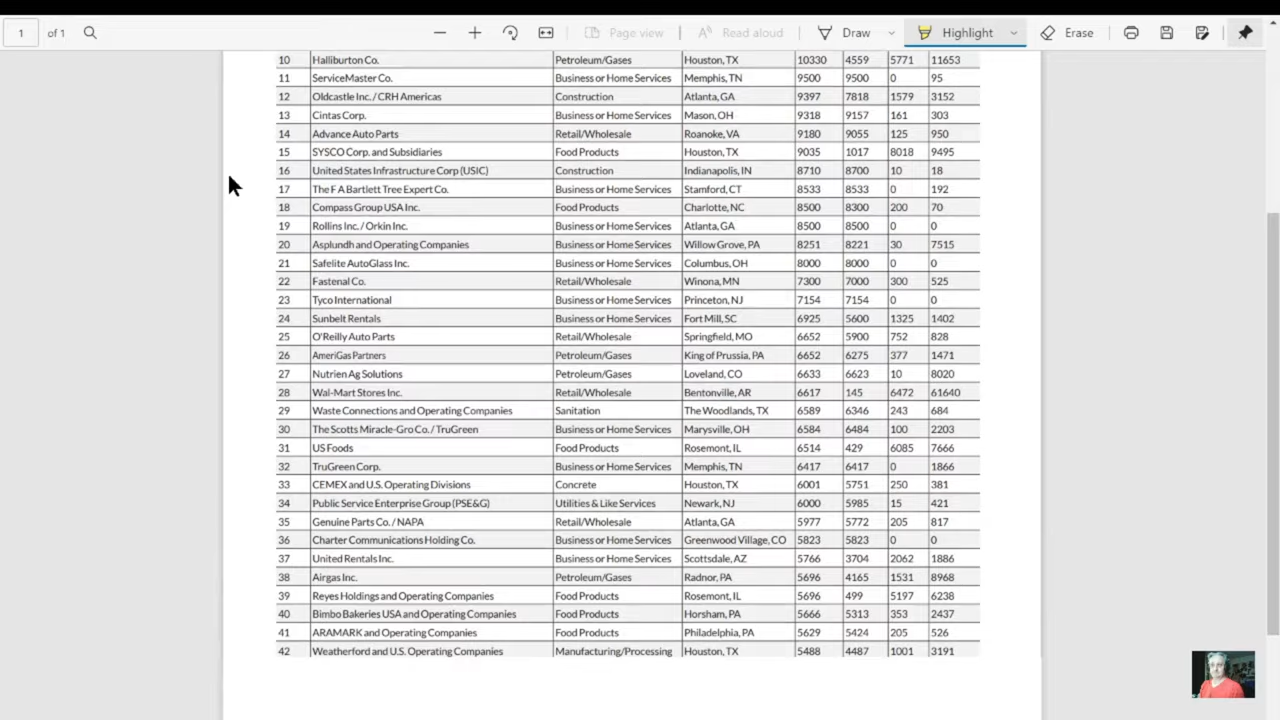 1 of 1 Page view Read aloud Draw Highlight Erase
10 Halliburton Co. Petroleum/Gases Houston, TX 10330 4559 5771 11653
11 ServiceMaster Co. Business or Home Services Memphis, TN 9500 9500 0 95
12 Oldcastle Inc. / CRH Americas Construction Atlanta, GA 9397 7818 1579 3152
13 Cintas Corp. Business or Home Services Mason, OH 9318 9157 161 303
14 Advance Auto Parts Retail/Wholesale Roanoke, VA 9180 9055 125 950
15 SYSCO Corp. and Subsidiaries Food Products Houston, TX 9035 1017 8018 9495
16 United States Infrastructure Corp (USIC) Construction Indianapolis, IN 8710 8700 10 18
17 The F A Bartlett Tree Expert Co. Business or Home Services Stamford, CT 8533 8533 0 192
18 Compass Group USA Inc. Food Products Charlotte, NC 8500 8300 200 70
19 Rollins Inc. / Orkin Inc. Business or Home Services Atlanta, GA 8500 8500 0 0
20 Asplundh and Operating Companies Business or Home Services Willow Grove, PA 8251 8221 30 7515
21 Safelite AutoGlass Inc. Business or Home Services Columbus, OH 8000 8000 0 0
22 Fastenal Co. Retail/Wholesale Winona, MN 7300 7000 300 525
23 Tyco International Business or Home Services Princeton, NJ 7154 7154 0 0
24 Sunbelt Rentals Business or Home Services Fort Mill, SC 6925 5600 1325 1402
25 O'Reilly Auto Parts Retail/Wholesale Springfield, MO 6652 5900 752 828
26 AmeriGas Partners Petroleum/Gases King of Prussia, PA 6652 6275 377 1471
27 Nutrien Ag Solutions Petroleum/Gases Loveland, CO 6633 6623 10 8020
28 Wal-Mart Stores Inc. Retail/Wholesale Bentonville, AR 6617 145 6472 61640
29 Waste Connections and Operating Companies Sanitation The Woodlands, TX 6589 6346 243 684
30 The Scotts Miracle-Gro Co. / TruGreen Business or Home Services Marysville, OH 6584 6484 100 2203
31 US Foods Food Products Rosemont, IL 6514 429 6085 7666
32 TruGreen Corp. Business or Home Services Memphis, TN 6417 6417 0 1866
33 CEMEX and U.S. Operating Divisions Concrete Houston, TX 6001 5751 250 381
34 Public Service Enterprise Group (PSE&G) Utilities & Like Services Newark, NJ 6000 5985 15 421
35 Genuine Parts Co. / NAPA Retail/Wholesale Atlanta, GA 5977 5772 205 817
36 Charter Communications Holding Co. Business or Home Services Greenwood Village, CO 5823 5823 0 0
37 United Rentals Inc. Business or Home Services Scottsdale, AZ 5766 3704 2062 1886
38 Airgas Inc. Petroleum/Gases Radnor, PA 5696 4165 1531 8968
39 Reyes Holdings and Operating Companies Food Products Rosemont, IL 5696 499 5197 6238
40 Bimbo Bakeries USA and Operating Companies Food Products Horsham, PA 5666 5313 353 2437
41 ARAMARK and Operating Companies Food Products Philadelphia, PA 5629 5424 205 526
42 Weatherford and U.S. Operating Companies Manufacturing/Processing Houston, TX 5488 4487 1001 3191